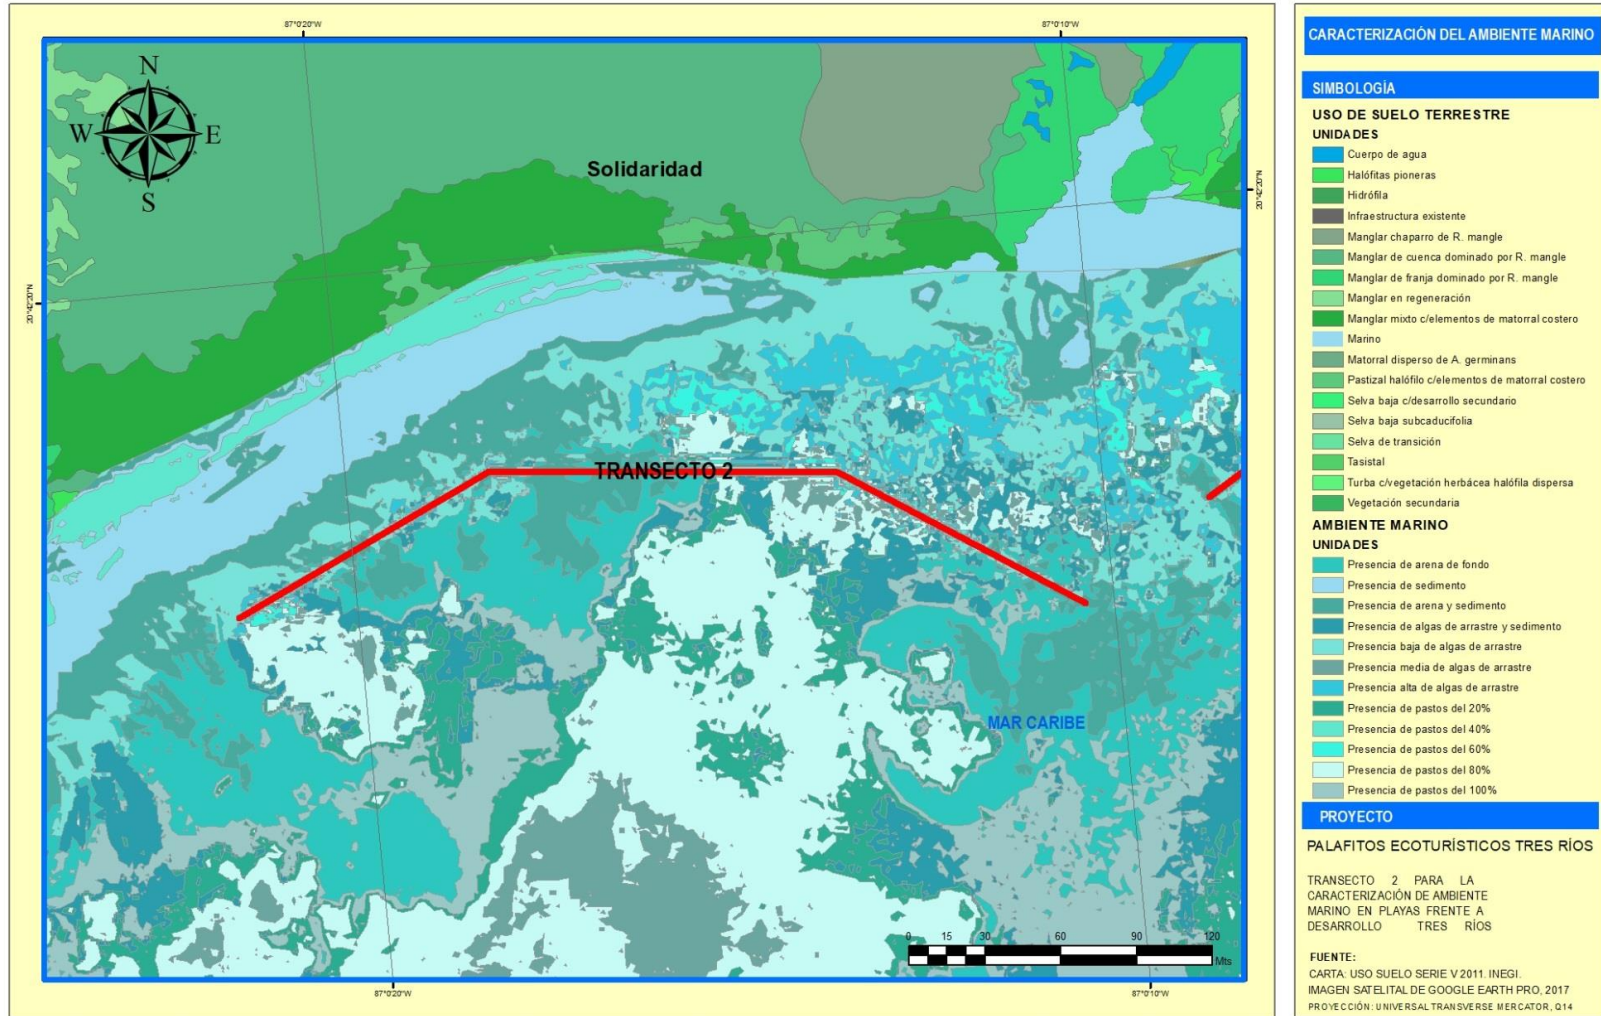 87°0'20"W
87°0'10"W
N
W
E
S
Solidaridad
20°42'20"N
20°42'20"N
TRANSECTO 2
MAR CARIBE
0 15 30 60 90 120
Mts
87°0'20"W
87°0'10"W
CARACTERIZACIÓN DEL AMBIENTE MARINO
SIMBOLOGÍA
USO DE SUELO TERRESTRE
UNIDADES
Cuerpo de agua
Halófitas pioneras
Hidrófila
Infraestructura existente
Manglar chaparro de R. mangle
Manglar de cuenca dominado por R. mangle
Manglar de franja dominado por R. mangle
Manglar en regeneración
Manglar mixto c/elementos de matorral costero
Marino
Matorral disperso de A. germinans
Pastizal halófilo c/elementos de matorral costero
Selva baja c/desarrollo secundario
Selva baja subcaducifolia
Selva de transición
Tasistal
Turba c/vegetación herbácea halófila dispersa
Vegetación secundaria
AMBIENTE MARINO
UNIDADES
Presencia de arena de fondo
Presencia de sedimento
Presencia de arena y sedimento
Presencia de algas de arrastre y sedimento
Presencia baja de algas de arrastre
Presencia media de algas de arrastre
Presencia alta de algas de arrastre
Presencia de pastos del 20%
Presencia de pastos del 40%
Presencia de pastos del 60%
Presencia de pastos del 80%
Presencia de pastos del 100%
PROYECTO
PALAFITOS ECOTURÍSTICOS TRES RÍOS
TRANSECTO 2 PARA LA
CARACTERIZACIÓN DE AMBIENTE
MARINO EN PLAYAS FRENTE A
DESARROLLO TRES RÍOS
FUENTE:
CARTA: USO SUELO SERIE V 2011. INEGI.
IMAGEN SATELITAL DE GOOGLE EARTH PRO, 2017
PROYECCIÓN: UNIVERSAL TRANSVERSE MERCATOR, Q14